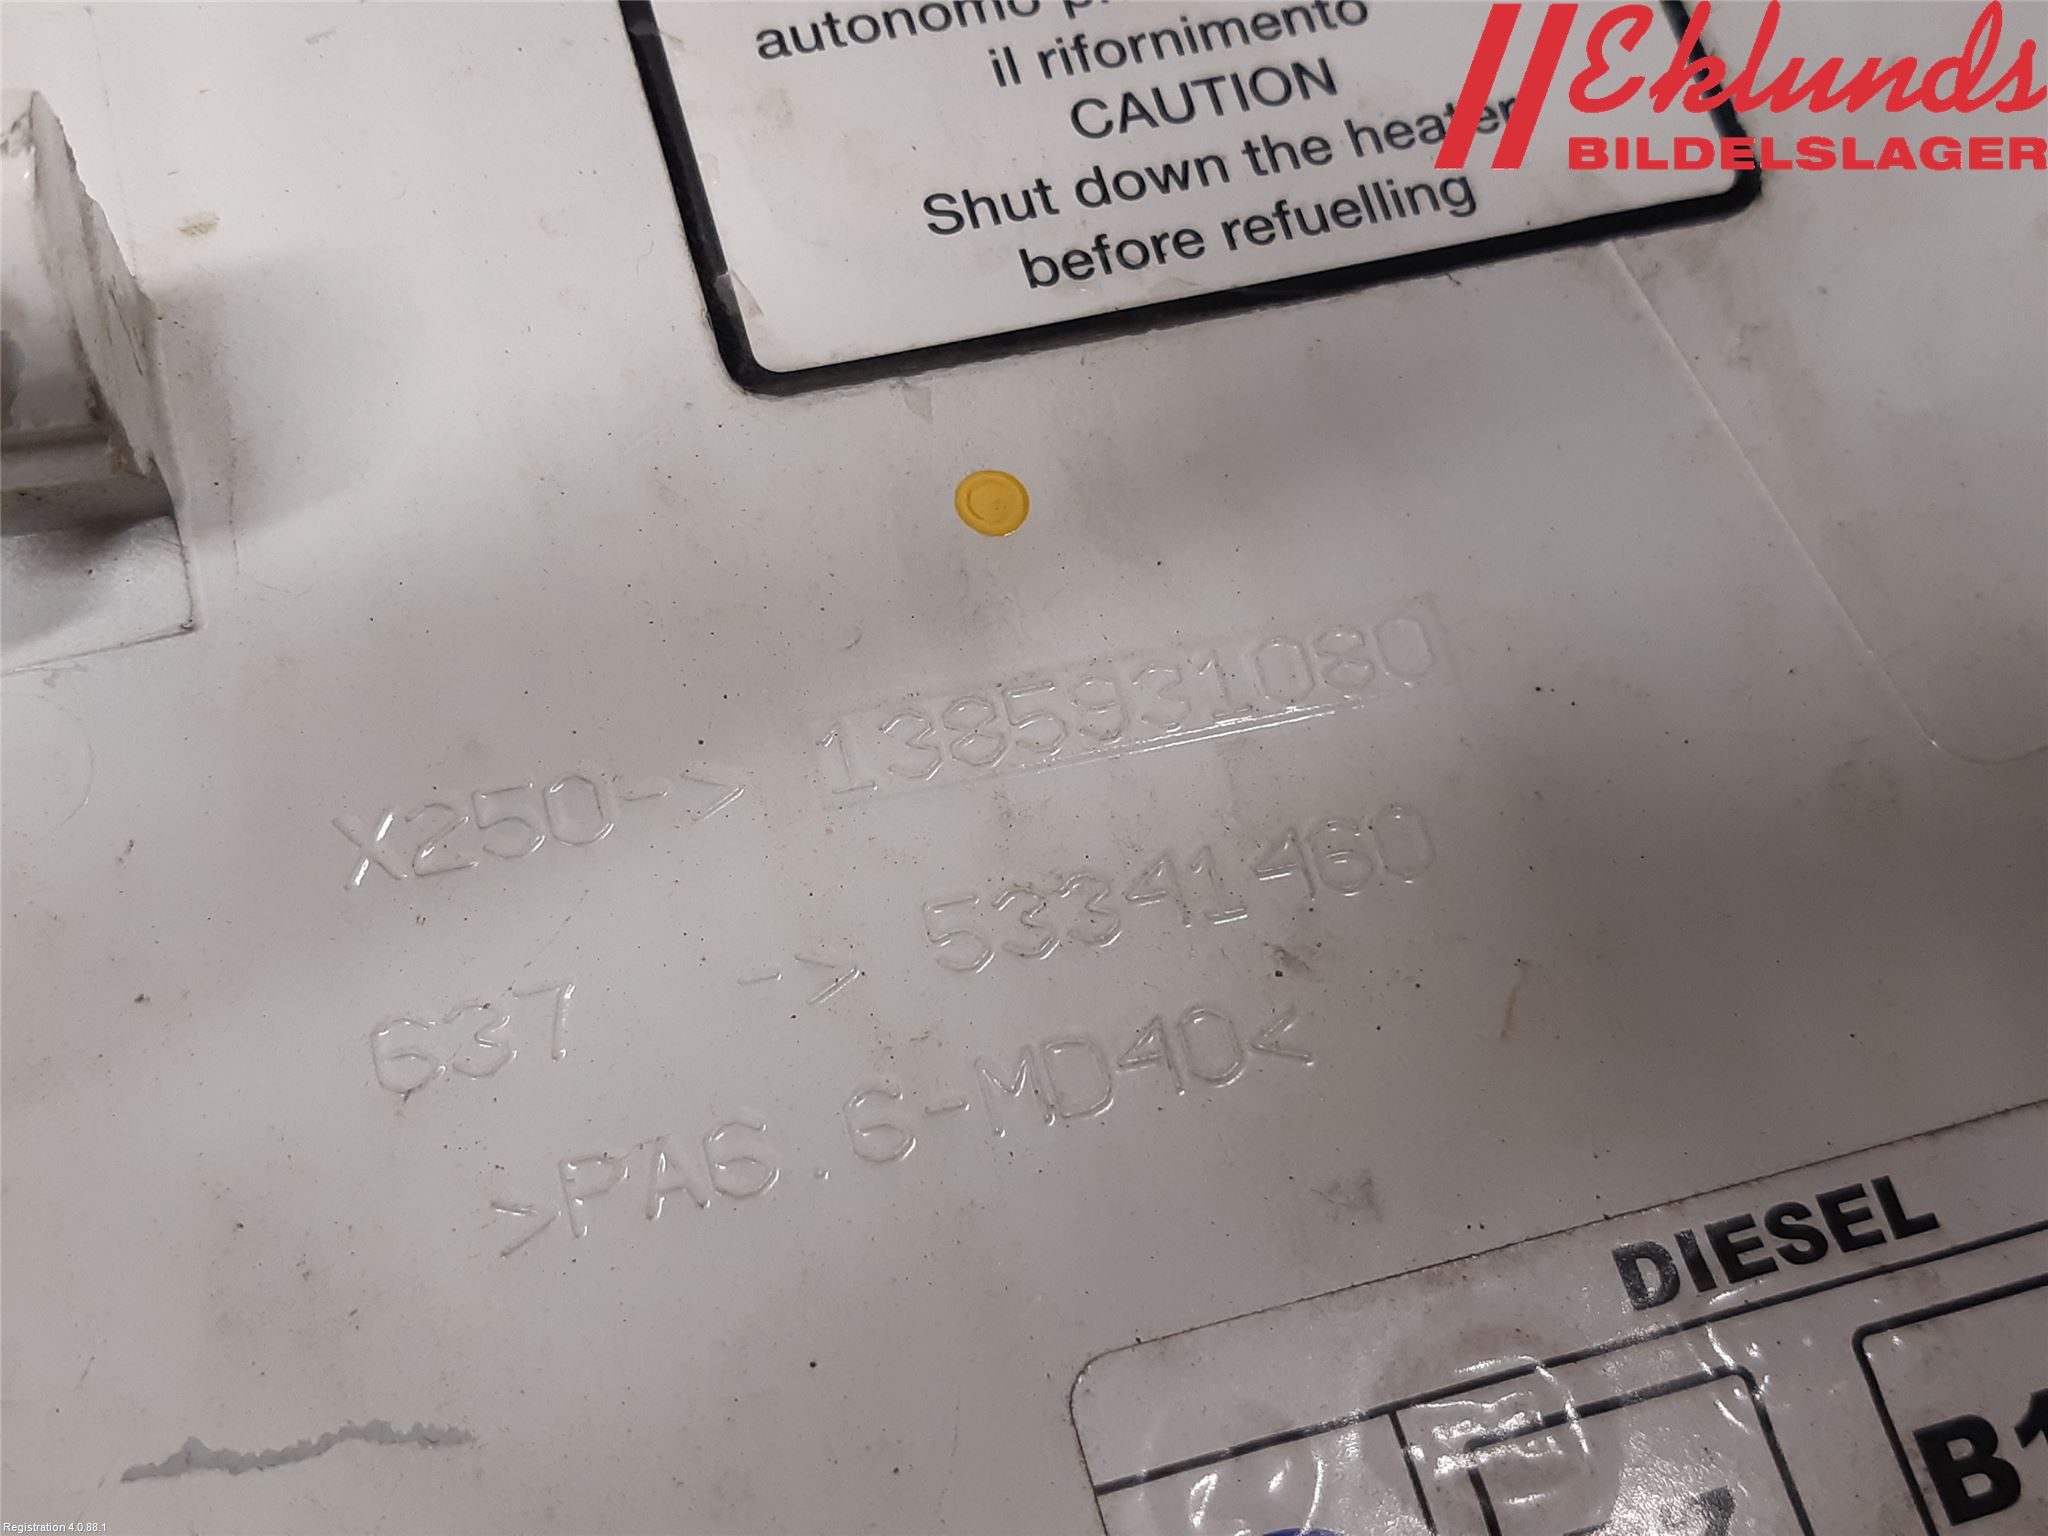 autonomo
il rifornimento
CAUTION
Shut down the heater
before refuelling
Eklunds
BILDELSLAGER
X250-> 1385931080
637 -> 53341460
>PA6.6-MD40<
DIESEL
B
Registration 4.0.88.1